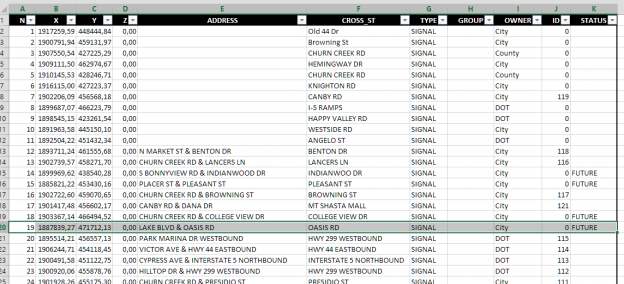 A B C D E F G H I J K
1 N X Y Z ADDRESS CROSS_ST TYPE GROUP OWNER ID STATUS
2 1 1917259,59 448444,84 0,00 Old 44 Dr SIGNAL City 0
3 2 1900791,94 459131,97 0,00 Browning St SIGNAL City 0
4 3 1907550,54 427225,29 0,00 CHURN CREEK RD SIGNAL County 0
5 4 1909111,50 462974,67 0,00 HEMINGWAY DR SIGNAL City 0
6 5 1910145,53 428246,71 0,00 CHURN CREEK RD SIGNAL County 0
7 6 1916115,00 427223,37 0,00 KNIGHTON RD SIGNAL City 0
8 7 1902206,09 456568,18 0,00 CANBY RD SIGNAL City 119
9 8 1899687,07 466223,79 0,00 I-5 RAMPS SIGNAL DOT 0
10 9 1898545,15 423261,54 0,00 HAPPY VALLEY RD SIGNAL DOT 0
11 10 1891963,58 445150,10 0,00 WESTSIDE RD SIGNAL City 0
12 11 1892504,22 451432,34 0,00 ANGELO ST SIGNAL DOT 0
13 12 1893711,24 461555,68 0,00 N MARKET ST & BENTON DR BENTON DR SIGNAL City 118
14 13 1902739,57 458271,70 0,00 CHURN CREEK RD & LANCERS LN LANCERS LN SIGNAL City 116
15 14 1899969,62 438540,28 0,00 S BONNYVIEW RD & INDIANWOOD DR INDIANWOO DR SIGNAL City 0 FUTURE
16 15 1885821,22 453430,16 0,00 PLACER ST & PLEASANT ST PLEASANT ST SIGNAL City 0 FUTURE
17 16 1902722,60 459070,65 0,00 CHURN CREEK RD & BROWNING ST BROWNING ST SIGNAL City 117
18 17 1901417,48 456602,17 0,00 CANBY RD & DANA DR MT SHASTA MALL SIGNAL City 121
19 18 1903367,14 466494,52 0,00 CHURN CREEK RD & COLLEGE VIEW DR COLLEGE VIEW DR SIGNAL City 0 FUTURE
20 19 1887839,27 471712,13 0,00 LAKE BLVD & OASIS RD OASIS RD SIGNAL City 0 FUTURE
21 20 1895514,21 456557,13 0,00 PARK MARINA DR WESTBOUND HWY 299 WESTBOUND SIGNAL DOT 115
22 21 1906244,71 454118,45 0,00 VICTOR AVE & HWY 44 EASTBOUND HWY 44 EASTBOUND SIGNAL DOT 114
23 22 1900491,58 451122,75 0,00 CYPRESS AVE & INTERSTATE 5 NORTHBOUND INTERSTATE 5 NORTHBOUND SIGNAL DOT 113
24 23 1900920,06 455878,76 0,00 HILLTOP DR & HWY 299 WESTBOUND HWY 299 WESTBOUND SIGNAL DOT 112
25 24 1901928,26 455175,30 0,00 CHURN CREEK RD & PRESIDIO ST PRESIDIO ST SIGNAL City 111